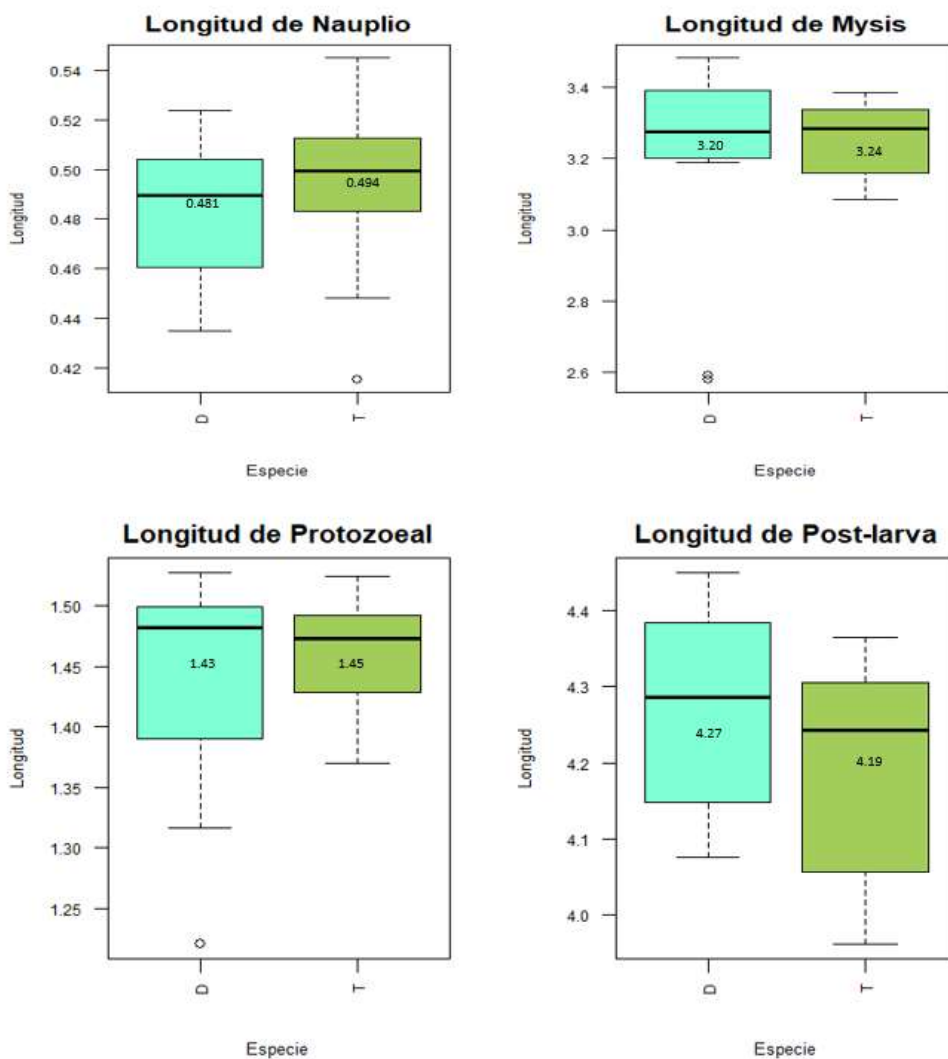 Longitud de Nauplio
Longitud
0.54
0.52
0.50
0.48
0.46
0.44
0.42
0.481
0.494
D
T
Especie
Longitud de Mysis
Longitud
3.4
3.2
3.0
2.8
2.6
3.20
3.24
D
T
Especie
Longitud de Protozoeal
Longitud
1.50
1.45
1.40
1.35
1.30
1.25
1.43
1.45
D
T
Especie
Longitud de Post-larva
Longitud
4.4
4.3
4.2
4.1
4.0
4.27
4.19
D
T
Especie